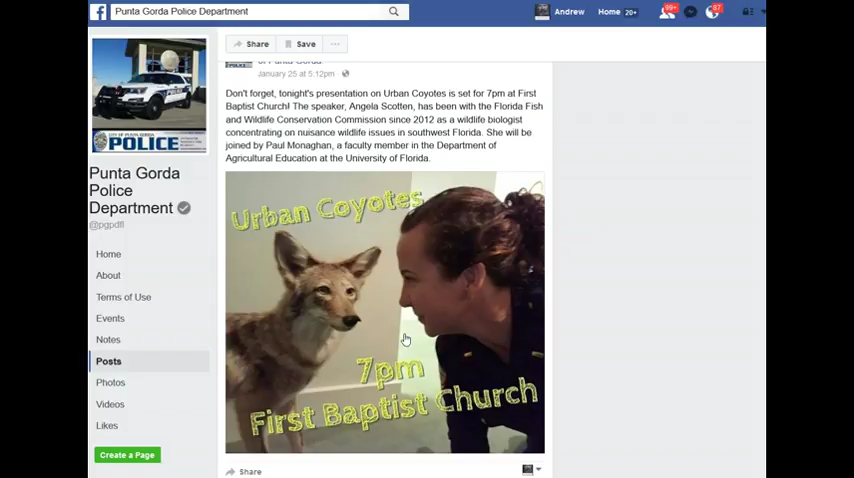 Punta Gorda Police Department
Andrew
Home 20+
99+
87
Share
Save
January 25 at 5:12pm
Don't forget, tonight's presentation on Urban Coyotes is set for 7pm at First
Baptist Church! The speaker, Angela Scotten, has been with the Florida Fish
and Wildlife Conservation Commission since 2012 as a wildlife biologist
concentrating on nuisance wildlife issues in southwest Florida. She will be
joined by Paul Monaghan, a faculty member in the Department of
Agricultural Education at the University of Florida.
POLICE
Punta Gorda
Police
Department
@pgpdfl
Home
About
Terms of Use
Events
Notes
Posts
Photos
Videos
Likes
Create a Page
Urban Coyotes
7pm
First Baptist Church
Share